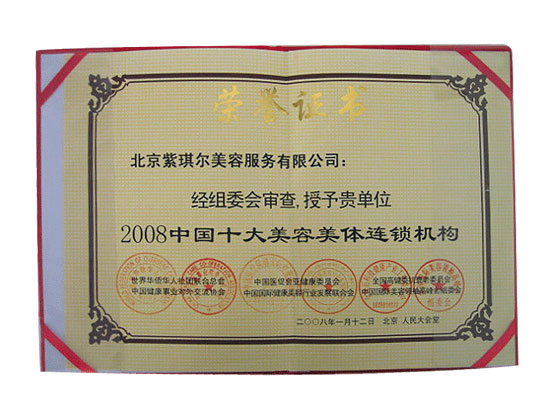 荣誉证书
北京紫琪尔美容服务有限公司：
经组委会审查,授予贵单位
2008中国十大美容美体连锁机构
世界华侨华人社团联合总会 中国医促会亚健康委员会
中国健康事业对外交流协会 中国国际健康美容行业发展联合会
二〇〇八年一月十二日 北京 人民大会堂